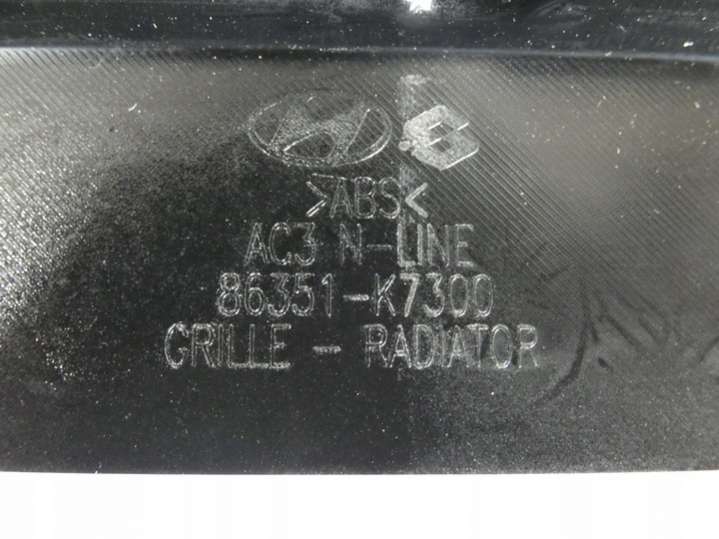 >ABS<
AC3 N-LINE
86351-K7300
GRILLE - RADIATOR